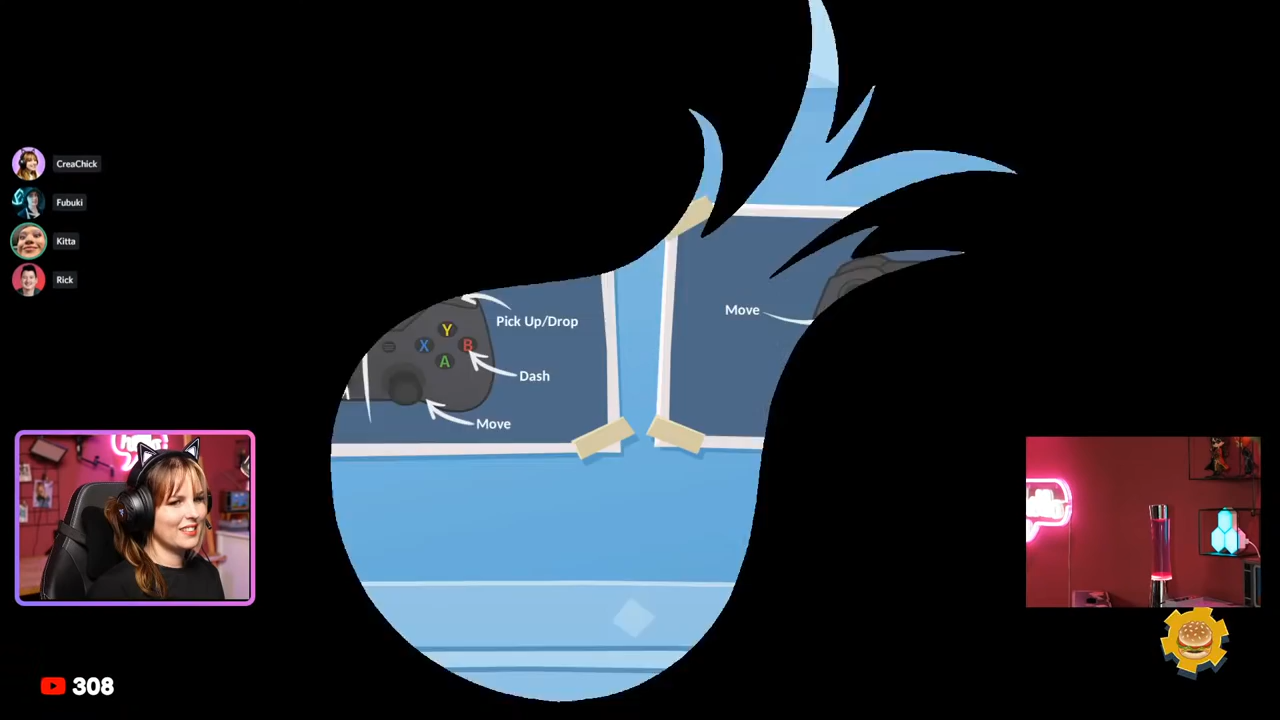 CreaChick
Fubuki
Kitta
Rick
Pick Up/Drop
Y
X
B
A
Dash
Move
Move
308